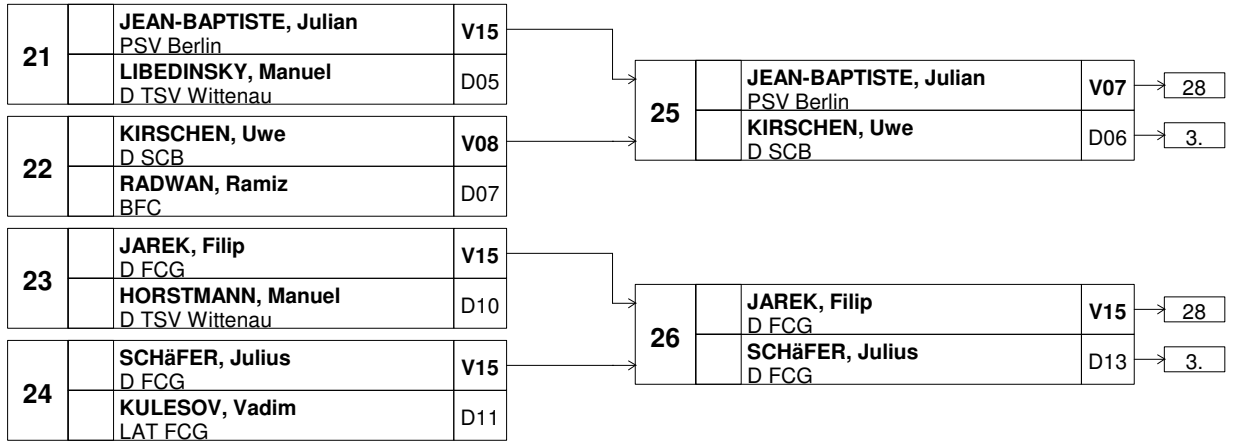 21
JEAN-BAPTISTE, Julian
PSV Berlin
V15
LIBEDINSKY, Manuel
D TSV Wittenau
D05
22
KIRSCHEN, Uwe
D SCB
V08
RADWAN, Ramiz
BFC
D07
23
JAREK, Filip
D FCG
V15
HORSTMANN, Manuel
D TSV Wittenau
D10
24
SCHäFER, Julius
D FCG
V15
KULESOV, Vadim
LAT FCG
D11
25
JEAN-BAPTISTE, Julian
PSV Berlin
V07
28
KIRSCHEN, Uwe
D SCB
D06
3.
26
JAREK, Filip
D FCG
V15
28
SCHäFER, Julius
D FCG
D13
3.